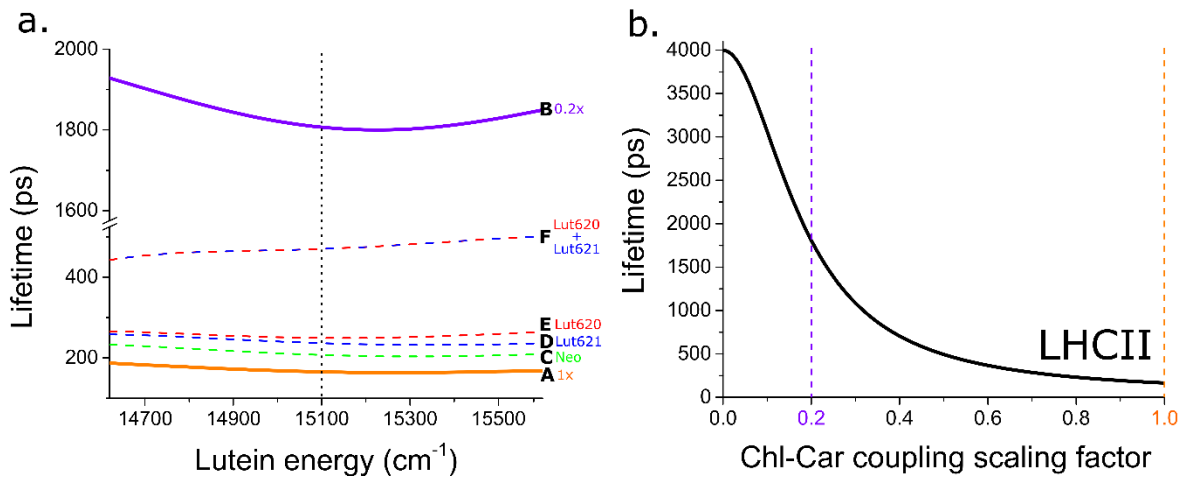 a.
2000
1800
1600
400
200
Lifetime (ps)
B 0.2x
Lut620
F +
Lut621
E Lut620
D Lut621
C Neo
A 1x
14700 14900 15100 15300 15500
Lutein energy (cm⁻¹)
b.
4000
3500
3000
2500
2000
1750
1500
1000
500
250
0
Lifetime (ps)
LHCII
0.0 0.2 0.4 0.6 0.8 1.0
Chl-Car coupling scaling factor